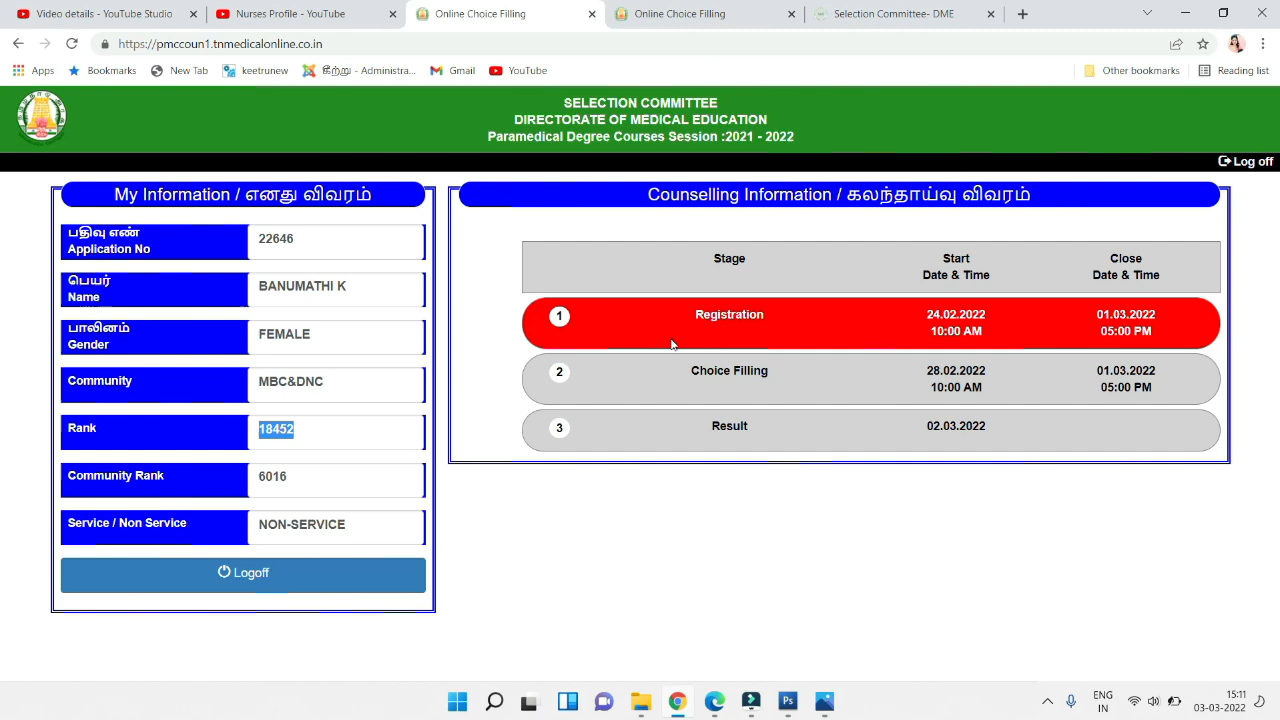 Video details - YouTube Studio
Nurses Profile - YouTube
Online Choice Filling
Online Choice Filling
Selection Committee- DME
https://pmccoun1.tnmedicalonline.co.in
Apps
Bookmarks
New Tab
keetrunew
கீற்று - Administra...
Gmail
YouTube
Other bookmarks
Reading list
SELECTION COMMITTEE
DIRECTORATE OF MEDICAL EDUCATION
Paramedical Degree Courses Session :2021 - 2022
Log off
My Information / எனது விவரம்
பதிவு எண்
Application No
22646
பெயர்
Name
BANUMATHI K
பாலினம்
Gender
FEMALE
Community
MBC&DNC
Rank
18452
Community Rank
6016
Service / Non Service
NON-SERVICE
Logoff
Counselling Information / கலந்தாய்வு விவரம்
Stage
Start
Date & Time
Close
Date & Time
1
Registration
24.02.2022
10:00 AM
01.03.2022
05:00 PM
2
Choice Filling
28.02.2022
10:00 AM
01.03.2022
05:00 PM
3
Result
02.03.2022
Ps
ENG
IN
15:11
03-03-2022